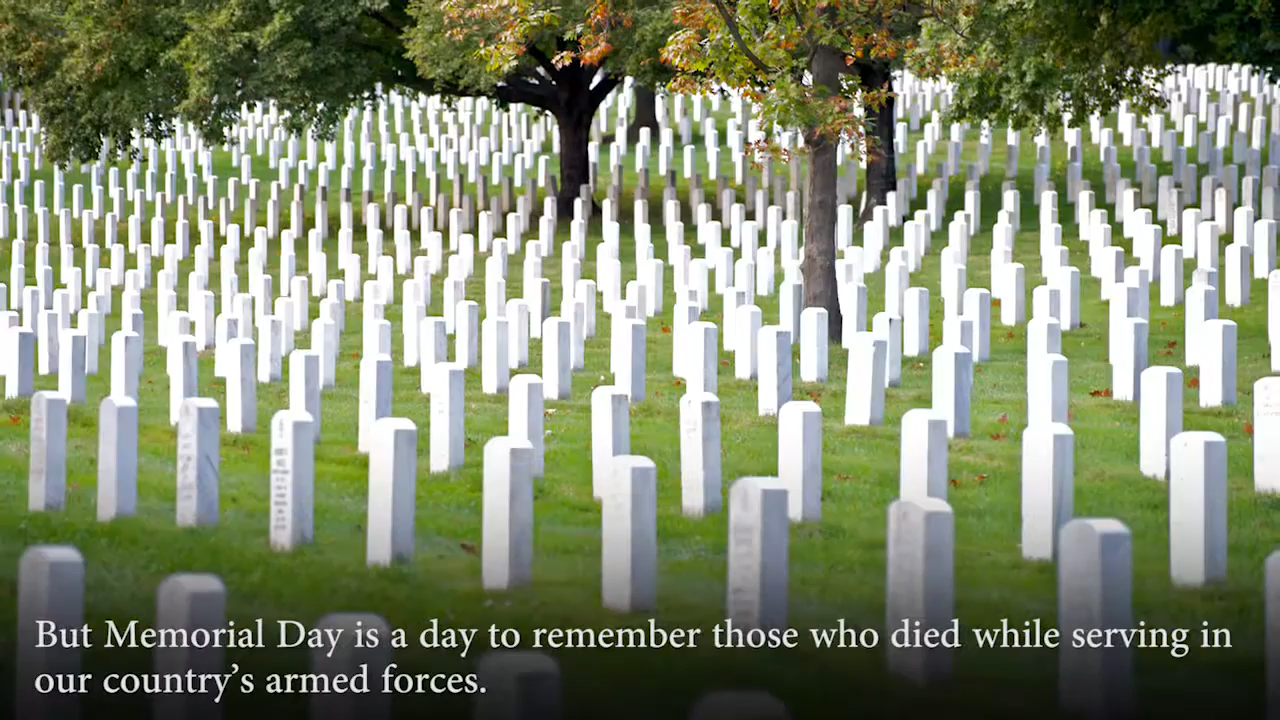 But Memorial Day is a day to remember those who died while serving in
our country’s armed forces.